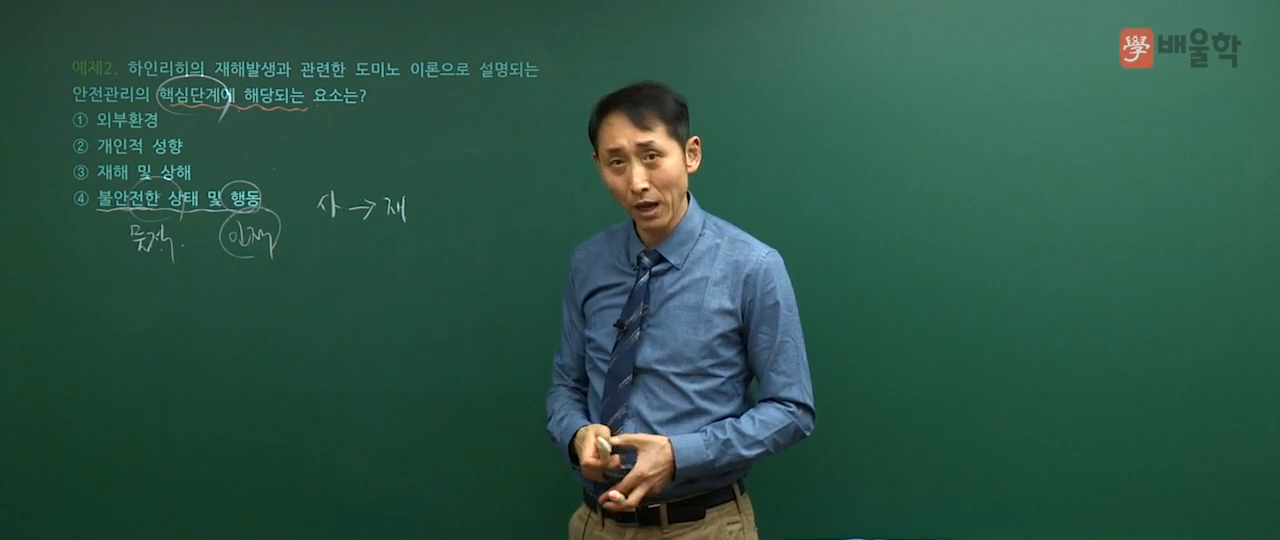 學 배울학
예제2. 하인리히의 재해발생과 관련한 도미노 이론으로 설명되는
안전관리의 핵심단계에 해당되는 요소는?
① 외부환경
② 개인적 성향
③ 재해 및 상해
④ 불안전한 상태 및 행동
사 → 재
물적. 인적